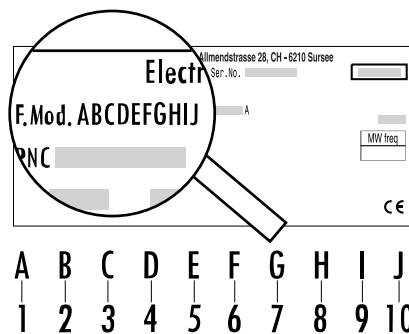 Allmendstrasse 28, CH - 6210 Sursee
Electr
Ser.No.
F.Mod. ABCDEFGHIJ
A
PNC
MW freq
CE
A B C D E F G H I J
1 2 3 4 5 6 7 8 9 10